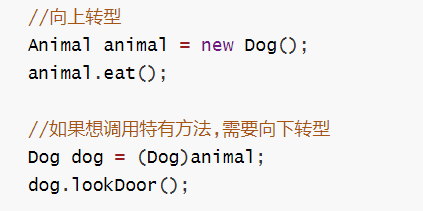 //向上转型
Animal animal = new Dog();
animal.eat();
//如果想调用特有方法,需要向下转型
Dog dog = (Dog)animal;
dog.lookDoor();